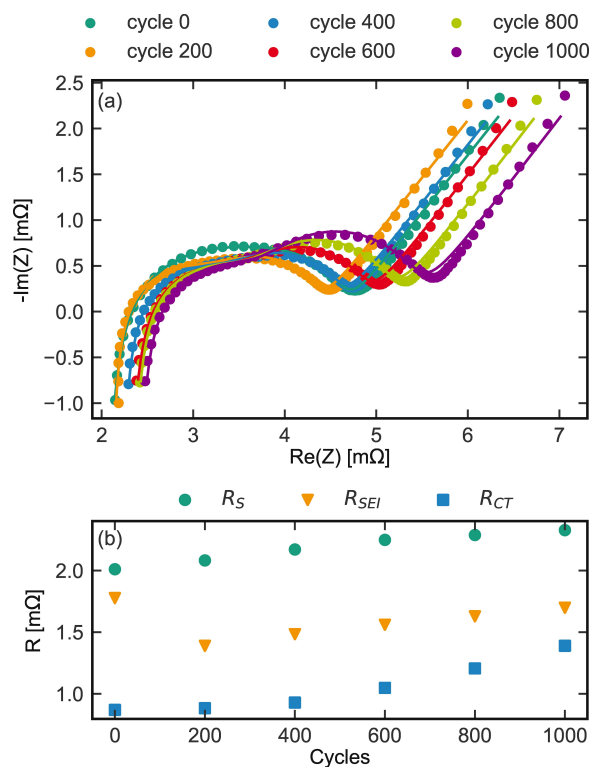 cycle 0 cycle 400 cycle 800
cycle 200 cycle 600 cycle 1000
(a)
-Im(Z) [mΩ]
2.5
2.0
1.5
1.0
0.5
0.0
−0.5
−1.0
2 3 4 5 6 7
Re(Z) [mΩ]
R_S R_SEI R_CT
(b)
R [mΩ]
2.0
1.5
1.0
0 200 400 600 800 1000
Cycles